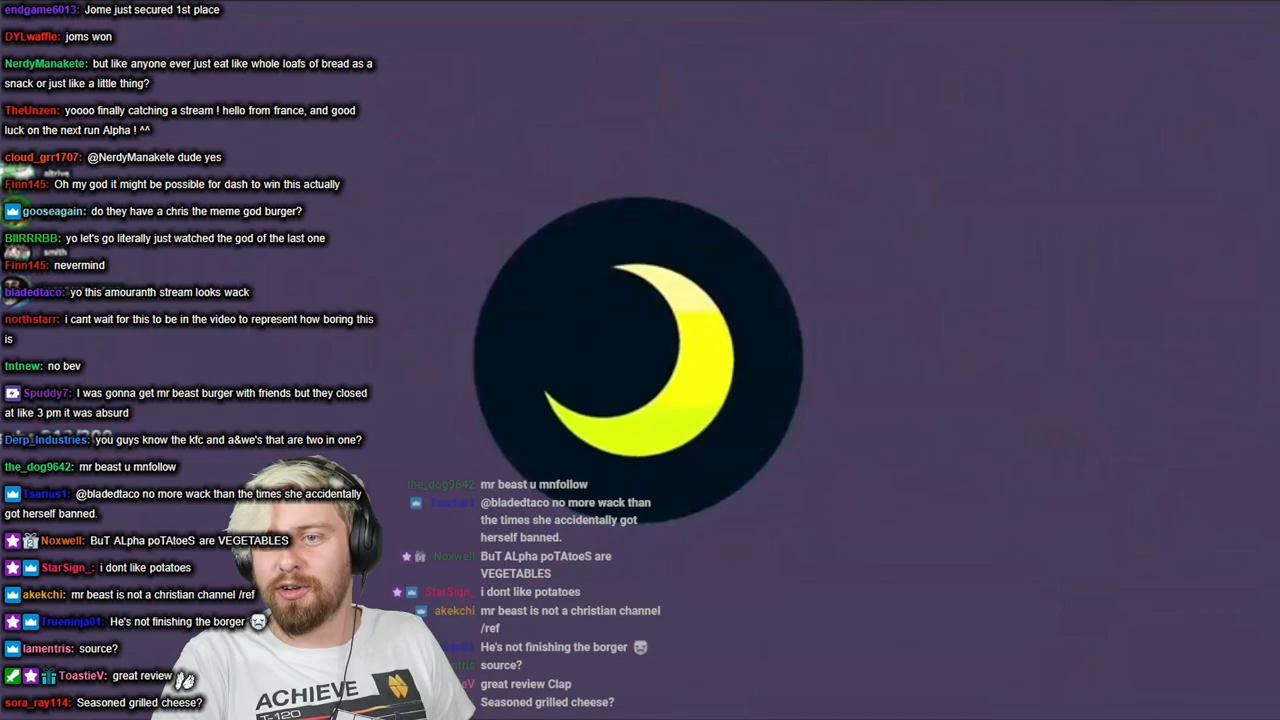 endgame6013: Jome just secured 1st place
DYLwaffle: joms won
NerdyManakete: but like anyone ever just eat like whole loafs of bread as a
snack or just like a little thing?
TheUnzen: yoooo finally catching a stream ! hello from france, and good
luck on the next run Alpha ! ^^
cloud_grr1707: @NerdyManakete dude yes
altrive
Finn145: Oh my god it might be possible for dash to win this actually
gooseagain: do they have a chris the meme god burger?
BIIRRRBB: yo let's go literally just watched the god of the last one
smith
Finn145: nevermind
bladedtaco: yo this amouranth stream looks wack
northstarr: i cant wait for this to be in the video to represent how boring this
is
tntnew: no bev
Spuddy7: I was gonna get mr beast burger with friends but they closed
at like 3 pm it was absurd
Derp_Industries: you guys know the kfc and a&we's that are two in one?
the_dog9642: mr beast u mnfollow
Tsarius1: @bladedtaco no more wack than the times she accidentally
got herself banned.
Noxwell: BuT ALpha poTAtoeS are VEGETABLES
StarSign_: i dont like potatoes
akekchi: mr beast is not a christian channel /ref
Trueninja01: He's not finishing the borger
lamentris: source?
ToastieV: great review
sora_ray114: Seasoned grilled cheese?
the_dog9642 mr beast u mnfollow
@bladedtaco no more wack than
the times she accidentally got
herself banned.
Noxwell BuT ALpha poTAtoeS are
VEGETABLES
StarSign_ i dont like potatoes
akekchi mr beast is not a christian channel
/ref
He's not finishing the borger
source?
great review Clap
Seasoned grilled cheese?
ACHIEVE
T-120